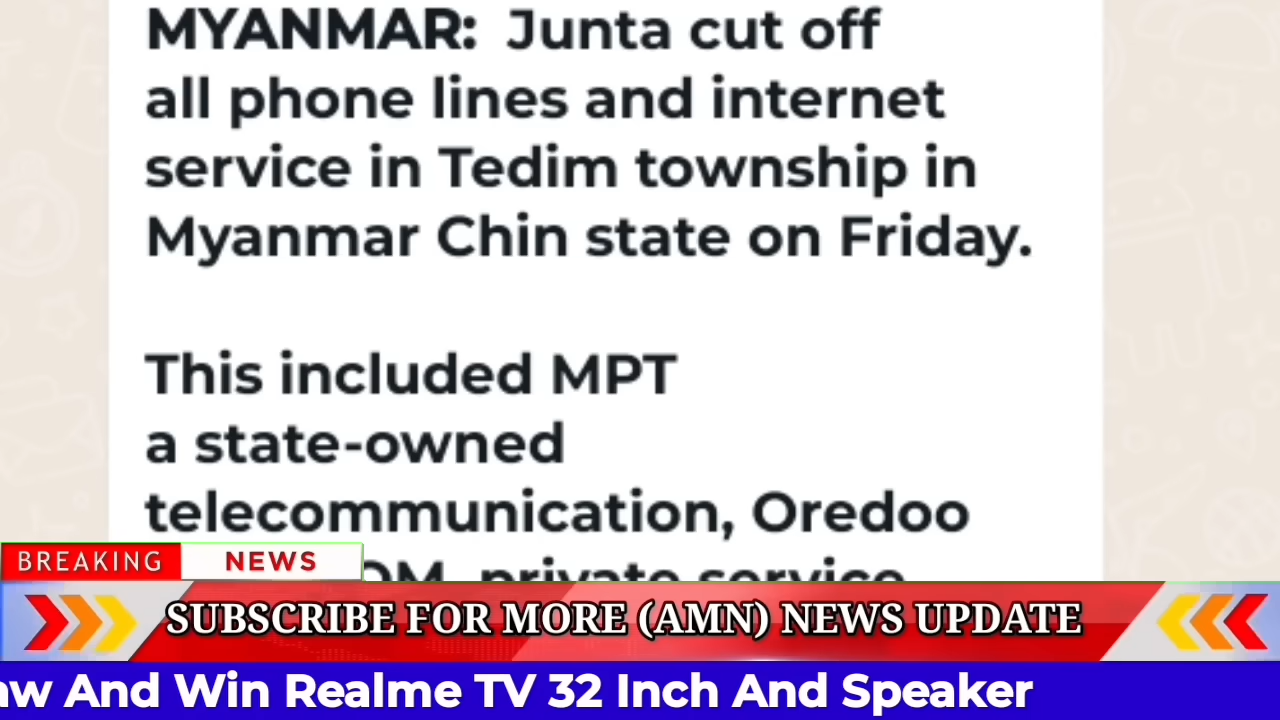 MYANMAR: Junta cut off
all phone lines and internet
service in Tedim township in
Myanmar Chin state on Friday.
This included MPT
a state-owned
telecommunication, Oredoo
private service
BREAKING NEWS
SUBSCRIBE FOR MORE (AMN) NEWS UPDATE
And Win Realme TV 32 Inch And Speaker